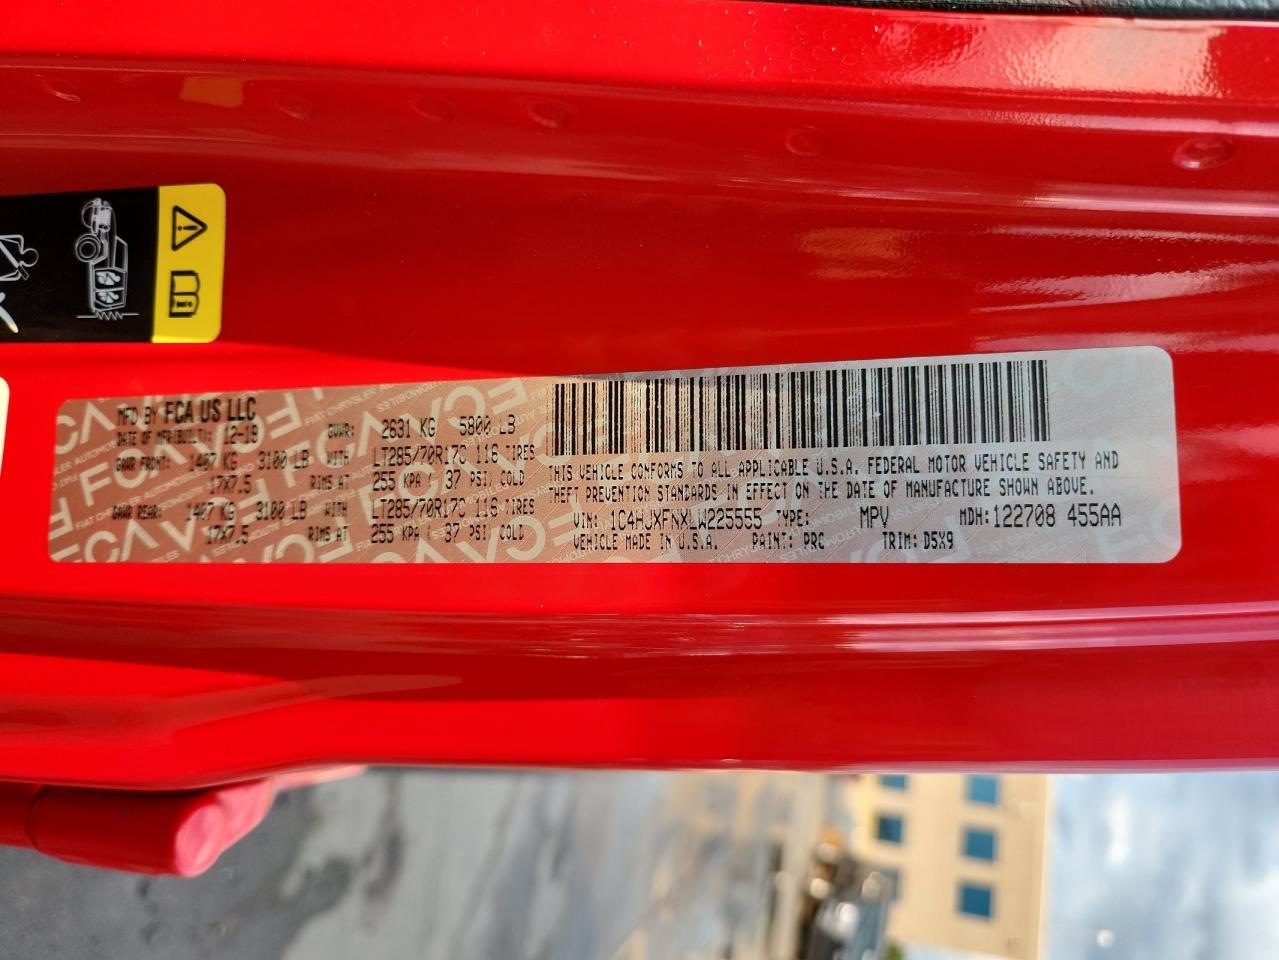 MFD BY FCA US LLC
DATE OF MFR(BUILT): 12-19 GVWR: 2631 KG 5800 LB
GAWR FRONT: 1407 KG 3100 LB WITH LT285/70R17C 116 TIRES
17X7.5 RIMS AT 255 KPA ( 37 PSI) COLD
GAWR REAR: 1407 KG 3100 LB WITH LT285/70R17C 116 TIRES
17X7.5 RIMS AT 255 KPA ( 37 PSI) COLD
THIS VEHICLE CONFORMS TO ALL APPLICABLE U.S.A. FEDERAL MOTOR VEHICLE SAFETY AND
THEFT PREVENTION STANDARDS IN EFFECT ON THE DATE OF MANUFACTURE SHOWN ABOVE.
VIN: 1C4HJXFNXLW225555 TYPE: MPV MDH: 122708 455AA
VEHICLE MADE IN U.S.A. PAINT: PRC TRIM: D5X9